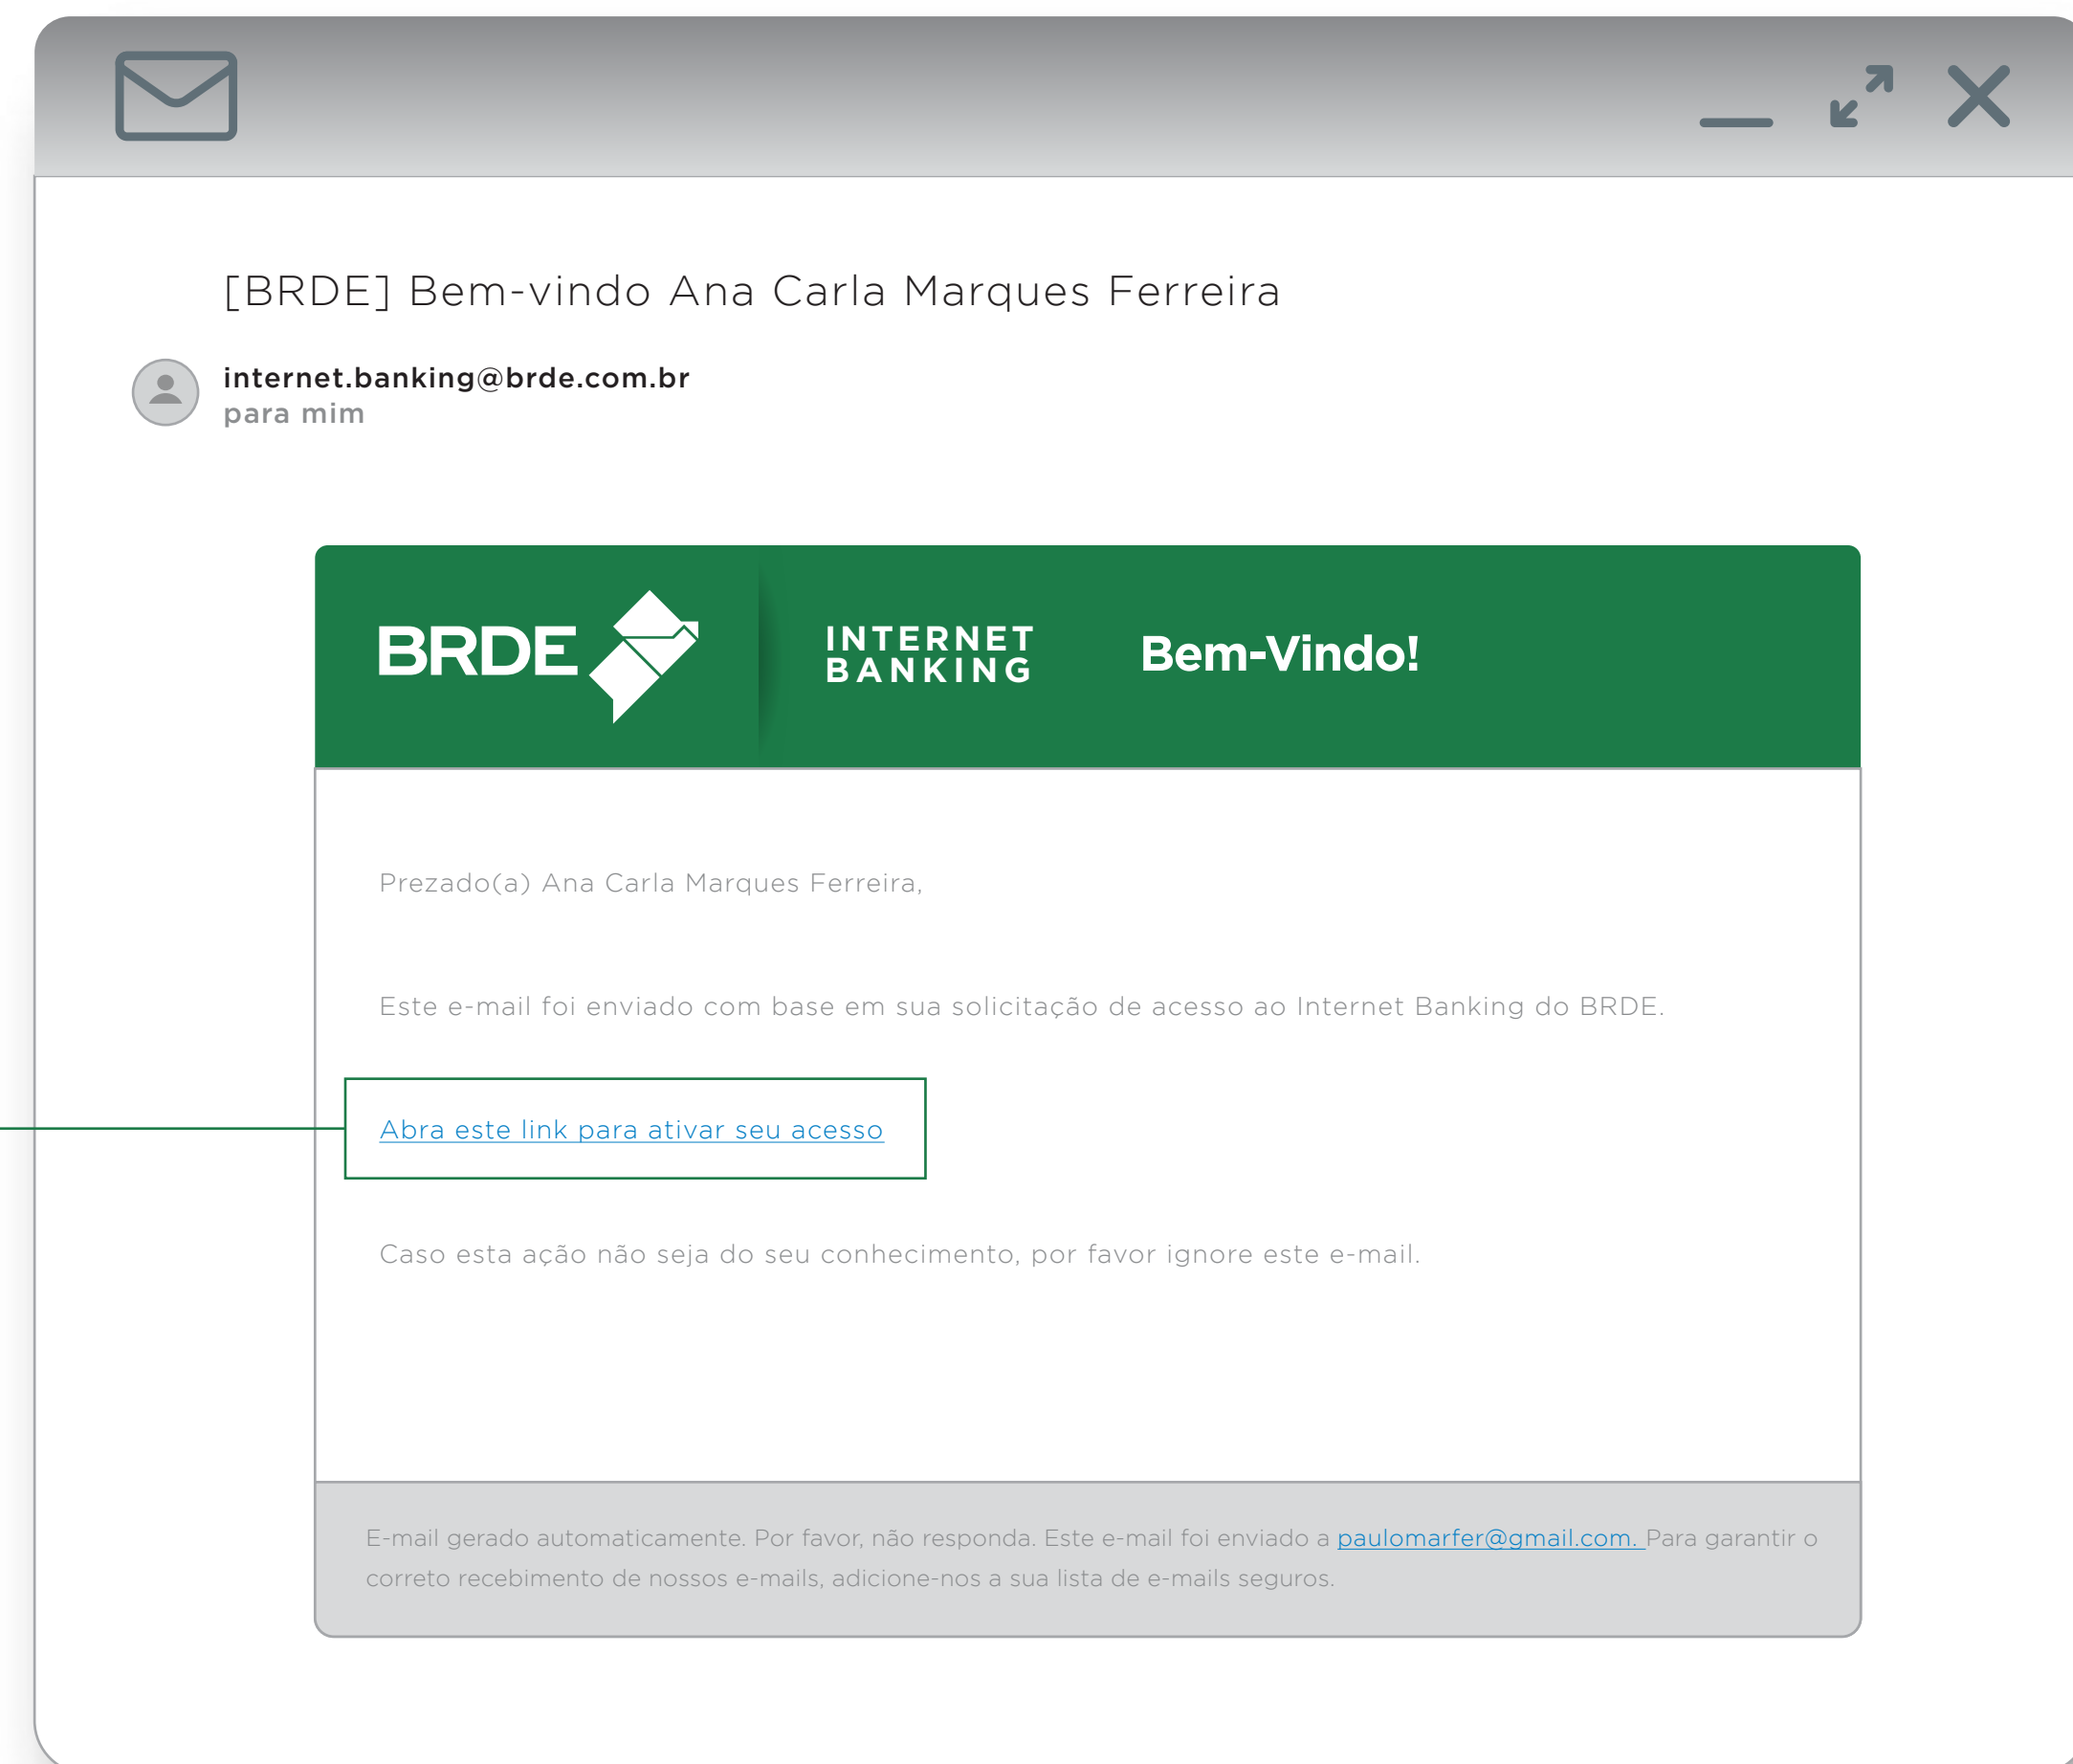 [BRDE] Bem-vindo Ana Carla Marques Ferreira
internet.banking@brde.com.br
para mim
BRDE
INTERNET
BANKING
Bem-Vindo!
Prezado(a) Ana Carla Marques Ferreira,
Este e-mail foi enviado com base em sua solicitação de acesso ao Internet Banking do BRDE.
Abra este link para ativar seu acesso
Caso esta ação não seja do seu conhecimento, por favor ignore este e-mail.
E-mail gerado automaticamente. Por favor, não responda. Este e-mail foi enviado a paulomarfer@gmail.com. Para garantir o
correto recebimento de nossos e-mails, adicione-nos a sua lista de e-mails seguros.